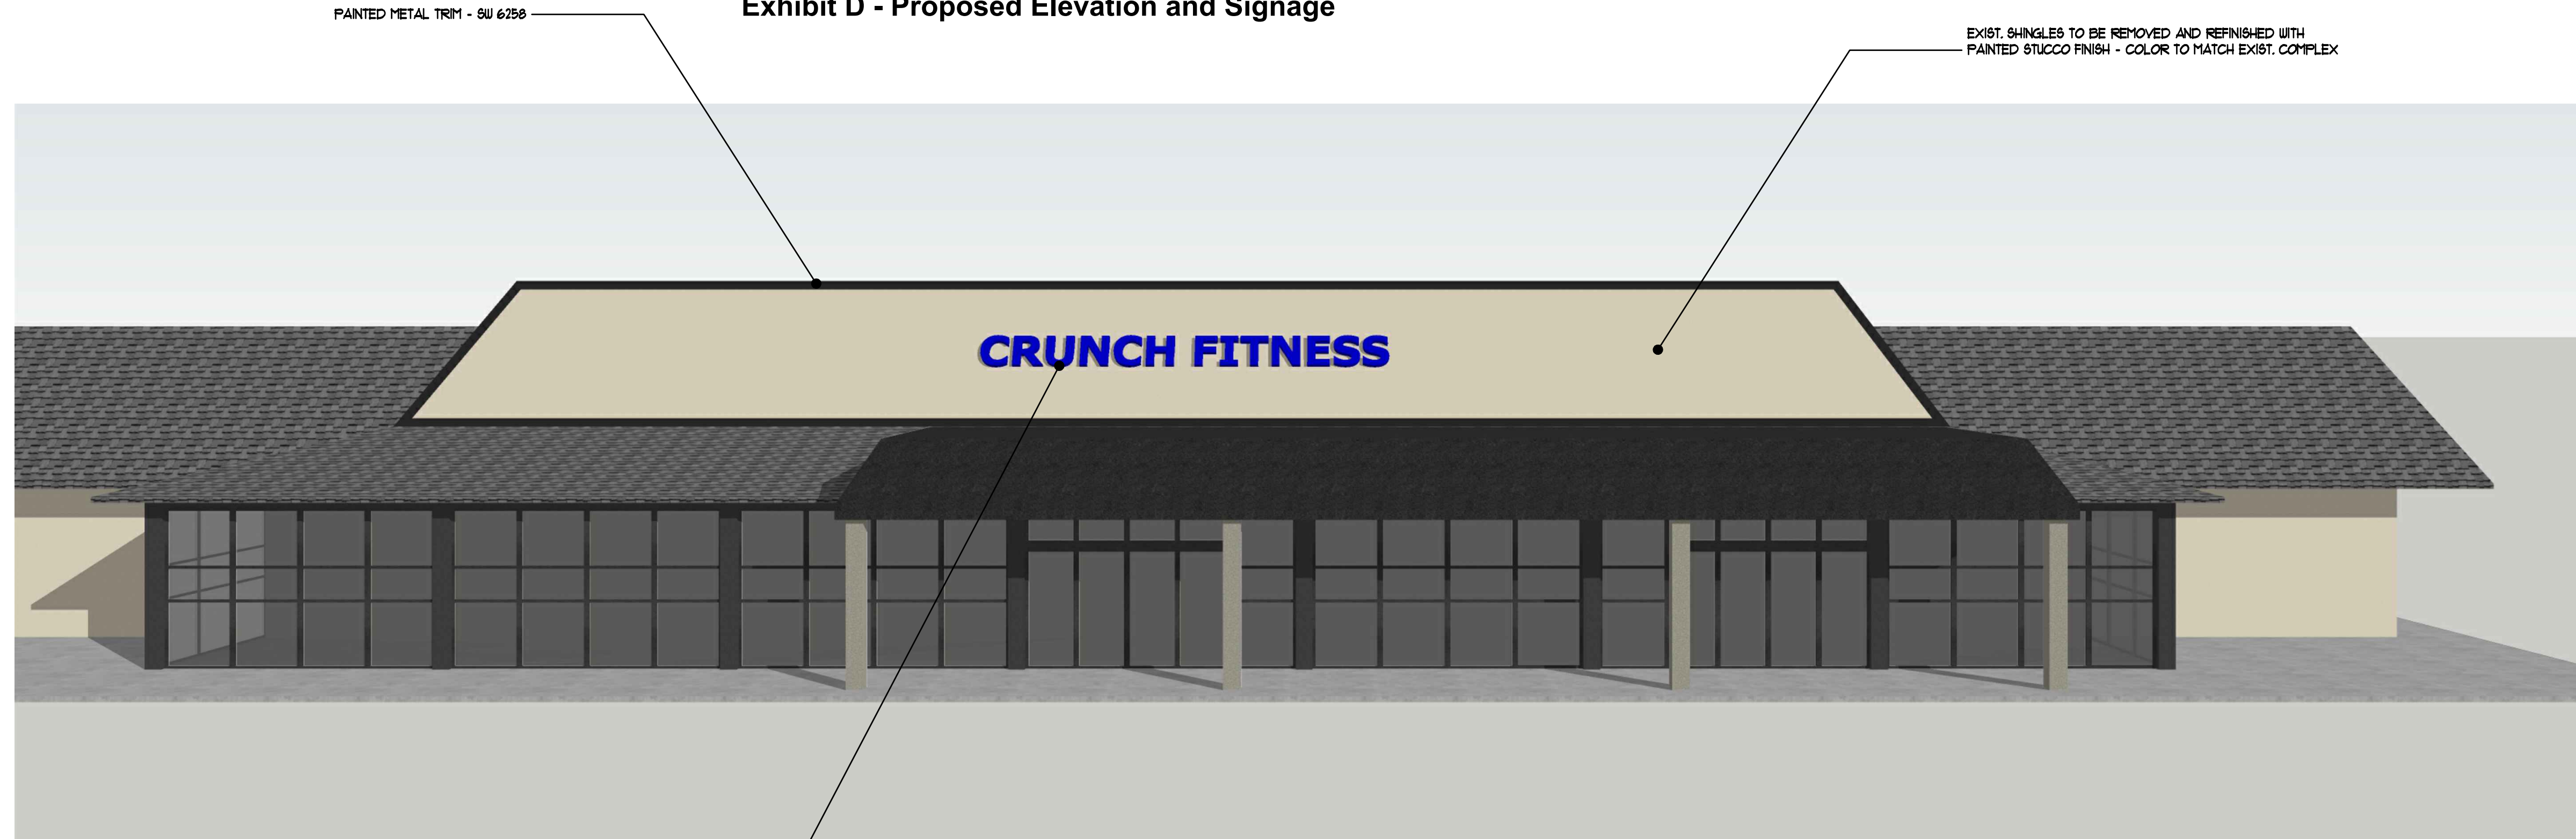 Exhibit D - Proposed Elevation and Signage
PAINTED METAL TRIM - SW 6258
EXIST. SHINGLES TO BE REMOVED AND REFINISHED WITH
PAINTED STUCCO FINISH - COLOR TO MATCH EXIST. COMPLEX
CRUNCH FITNESS